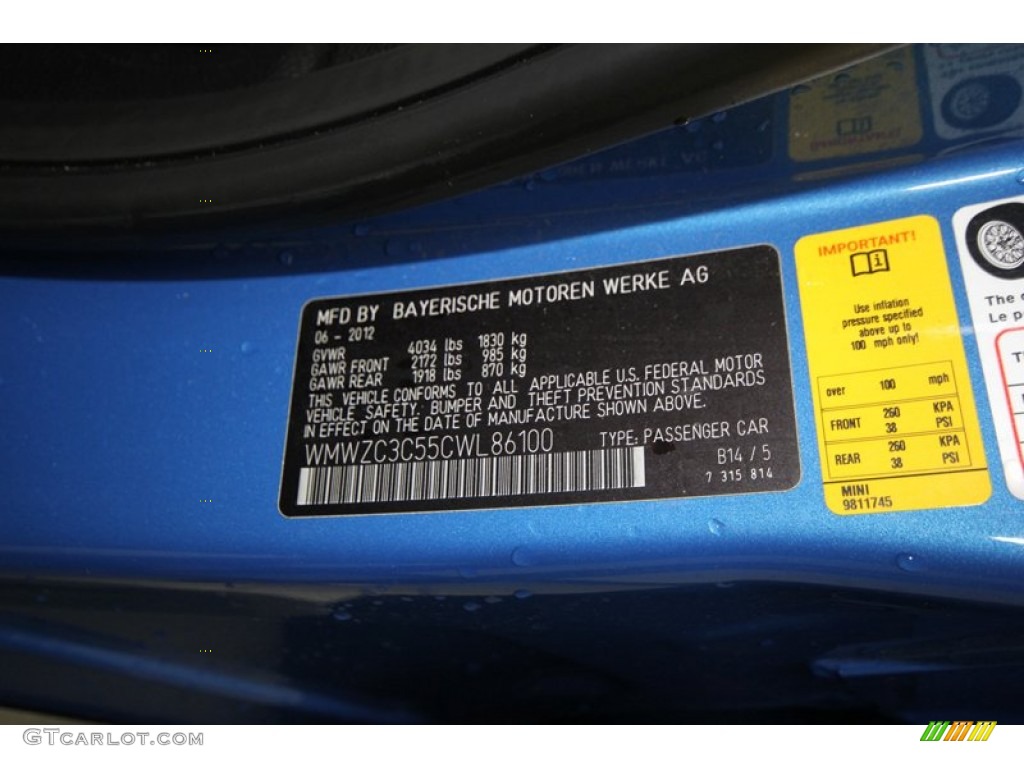 MFD BY BAYERISCHE MOTOREN WERKE AG
06 - 2012
GVWR 4034 lbs 1830 kg
GAWR FRONT 2172 lbs 985 kg
GAWR REAR 1918 lbs 870 kg
THIS VEHICLE CONFORMS TO ALL APPLICABLE U.S. FEDERAL MOTOR
VEHICLE SAFETY, BUMPER AND THEFT PREVENTION STANDARDS
IN EFFECT ON THE DATE OF MANUFACTURE SHOWN ABOVE.
WMWZC3C55CWL86100 TYPE: PASSENGER CAR
B14 / 5
7 315 814
IMPORTANT!
Use inflation
pressure specified
above up to
100 mph only!
over 100 mph
FRONT 260 KPA
38 PSI
REAR 260 KPA
38 PSI
MINI
9811745
The
Le
GTCarlot.com